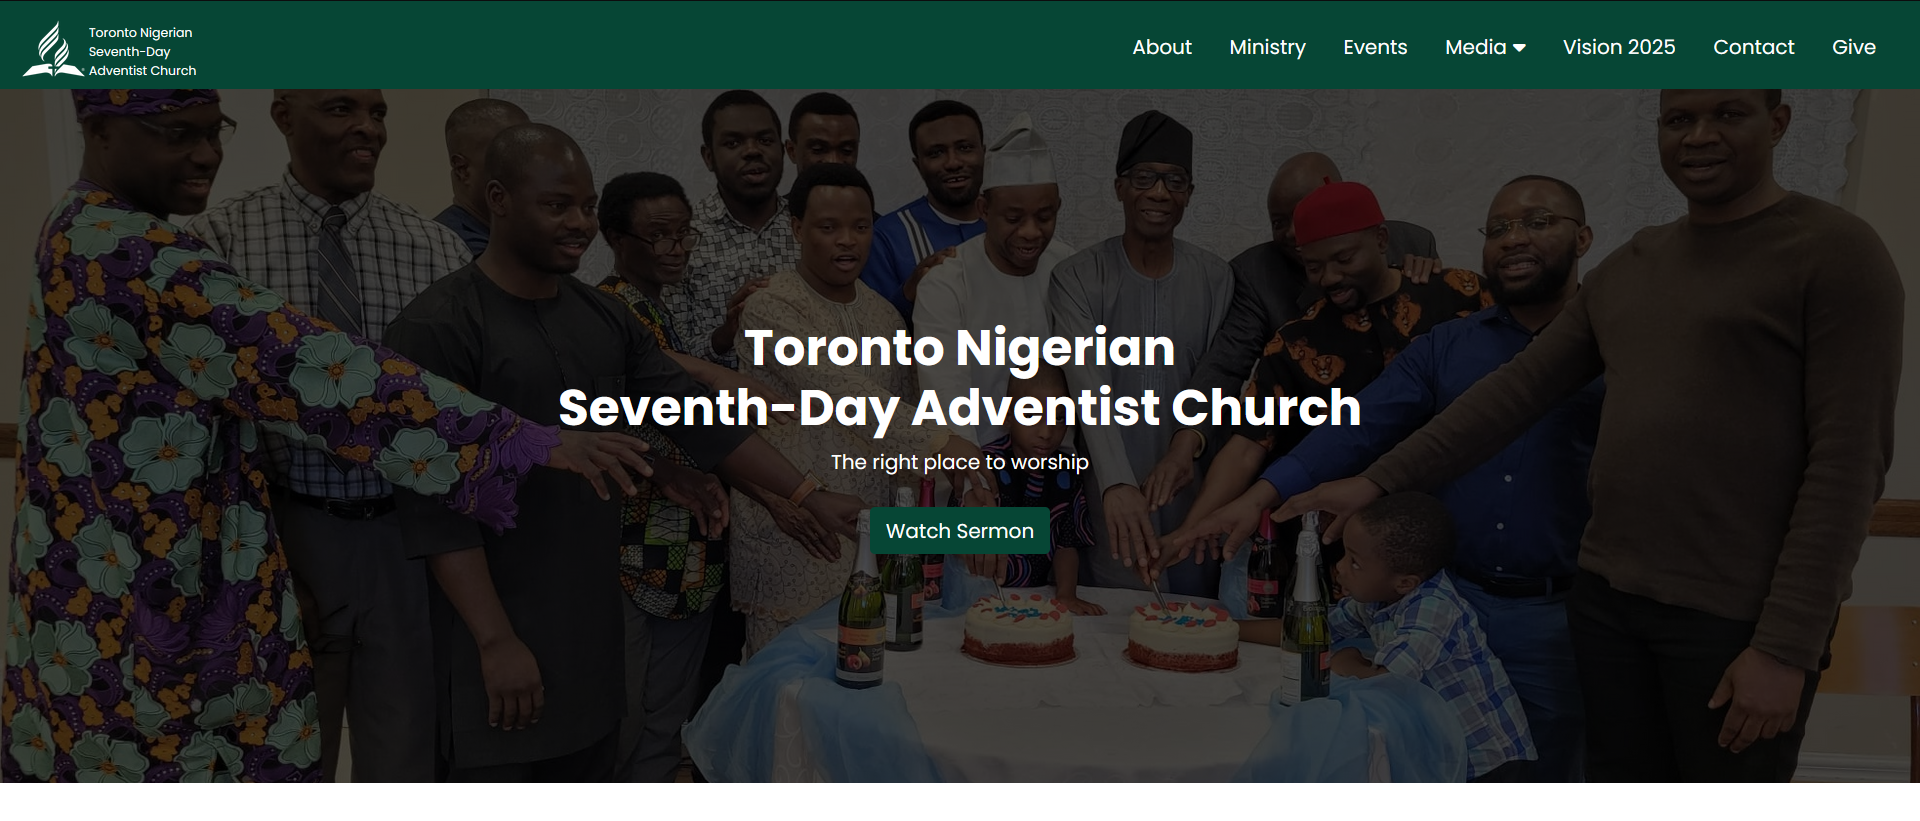 Toronto Nigerian
Seventh-Day
Adventist Church
About Ministry Events Media Vision 2025 Contact Give
Toronto Nigerian
Seventh-Day Adventist Church
The right place to worship
Watch Sermon